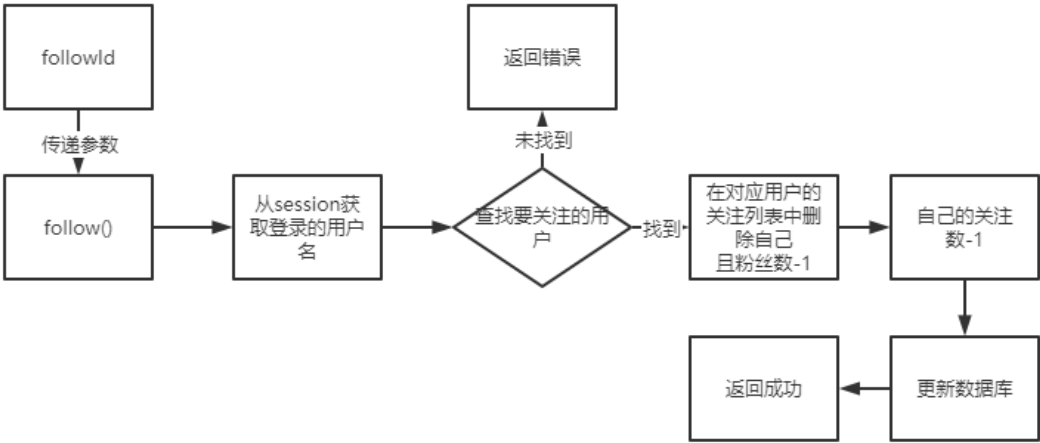 followId
传递参数
follow()
从session获
取登录的用户
名
查找要关注的用
户
未找到
返回错误
找到
在对应用户的
关注列表中删
除自己
且粉丝数-1
自己的关注
数-1
更新数据库
返回成功